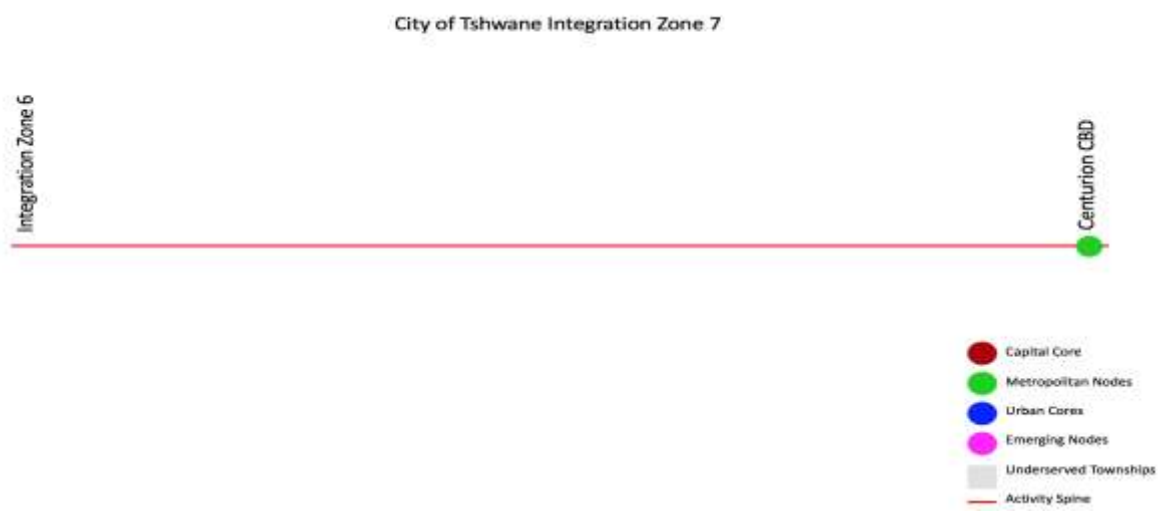 City of Tshwane Integration Zone 7
Integration Zone 6
Centurion CBD
Capital Core
Metropolitan Nodes
Urban Cores
Emerging Nodes
Underserved Townships
Activity Spine